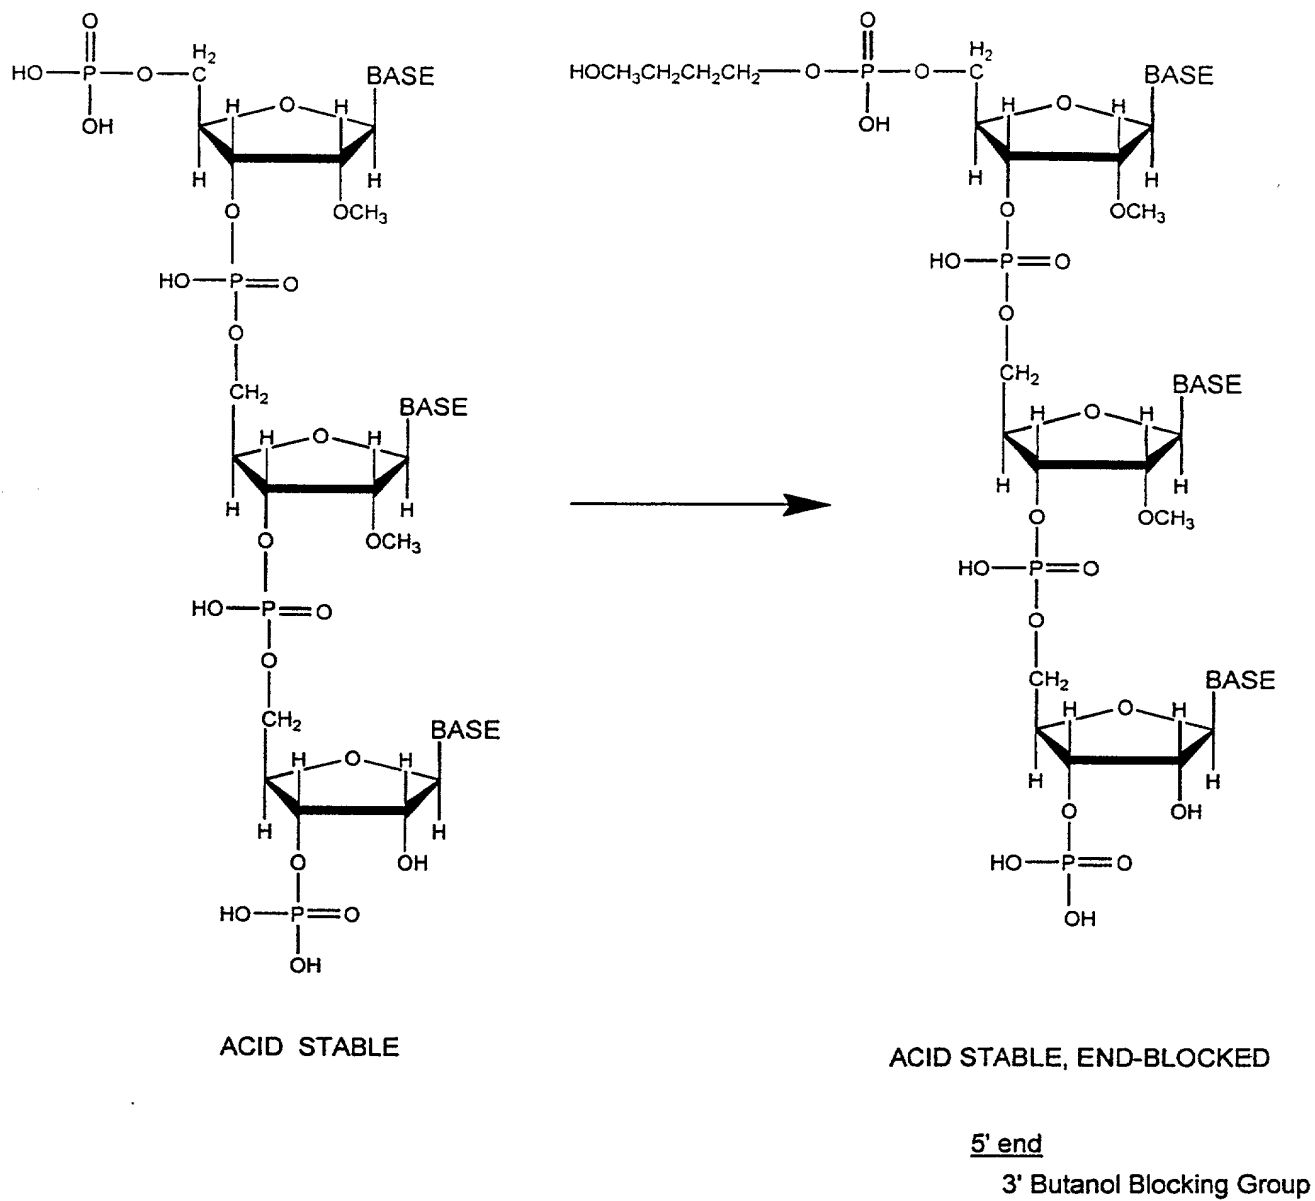 O
H₂
HO P O C BASE
H O H
OH
H H
O OCH₃
HO P O
O
CH₂
BASE
H O H
H H
O OCH₃
HO P O
O
CH₂
BASE
H O H
H H
O OH
HO P O
OH
ACID STABLE
O
H₂
HOCH₃CH₂CH₂CH₂ O P O C BASE
H O H
OH
H H
O OCH₃
HO P O
O
CH₂
BASE
H O H
H H
O OCH₃
HO P O
O
CH₂
BASE
H O H
H H
O OH
HO P O
OH
ACID STABLE, END-BLOCKED
5' end
3' Butanol Blocking Group